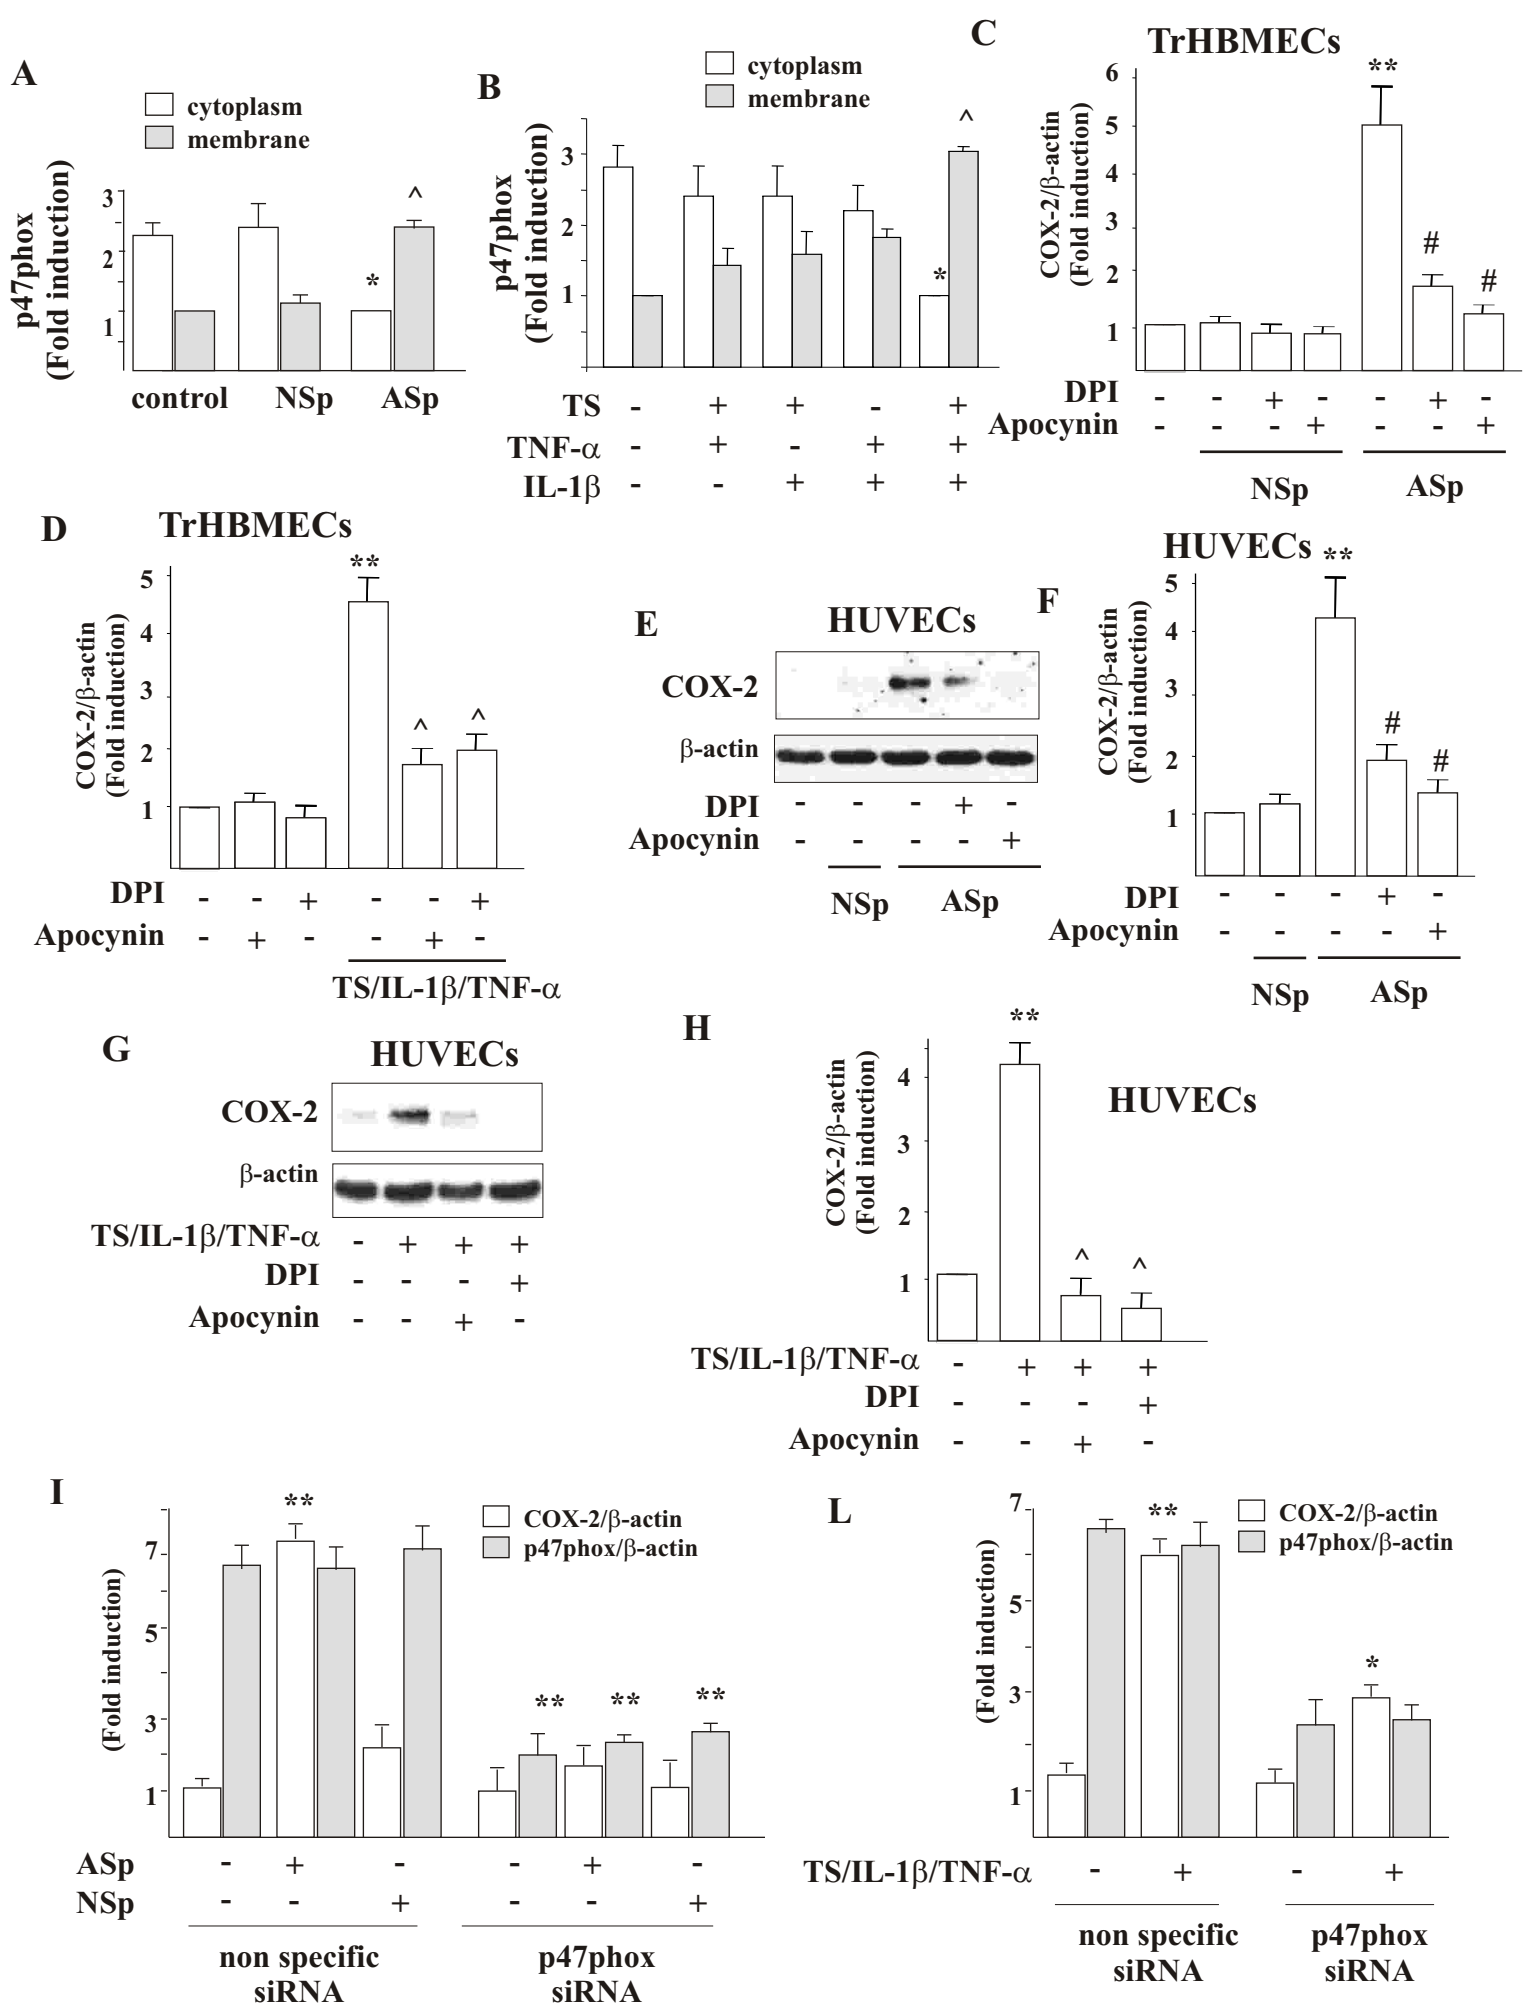 A
cytoplasm
membrane
p47phox
(Fold induction)
3
2
1
^
*
control NSp ASp
B
cytoplasm
membrane
p47phox
(Fold induction)
3
2
1
^
*
TS - + + - +
TNF-α - + - + +
IL-1β - - + + +
C
TrHBMECs
COX-2/β-actin
(Fold induction)
6
5
4
3
2
1
**
#
#
DPI - - + - - + -
Apocynin - - - + - - +
NSp ASp
D
TrHBMECs
COX-2/β-actin
(Fold induction)
5
4
3
2
1
**
^
^
DPI - - + - - +
Apocynin - + - - + -
TS/IL-1β/TNF-α
E
HUVECs
COX-2
β-actin
DPI - - - + -
Apocynin - - - - +
NSp ASp
F
HUVECs
COX-2/β-actin
(Fold induction)
5
4
3
2
1
**
#
#
DPI - - - + -
Apocynin - - - - +
NSp ASp
G
HUVECs
COX-2
β-actin
TS/IL-1β/TNF-α - + + +
DPI - - - +
Apocynin - - + -
H
HUVECs
COX-2/β-actin
(Fold induction)
4
3
2
1
**
^
^
TS/IL-1β/TNF-α - + + +
DPI - - - +
Apocynin - - + -
I
COX-2/β-actin
p47phox/β-actin
(Fold induction)
7
5
3
1
**
** ** **
ASp - + - - + -
NSp - - + - - +
non specific
siRNA
p47phox
siRNA
L
COX-2/β-actin
p47phox/β-actin
(Fold induction)
7
5
3
1
**
*
TS/IL-1β/TNF-α - + - +
non specific
siRNA
p47phox
siRNA